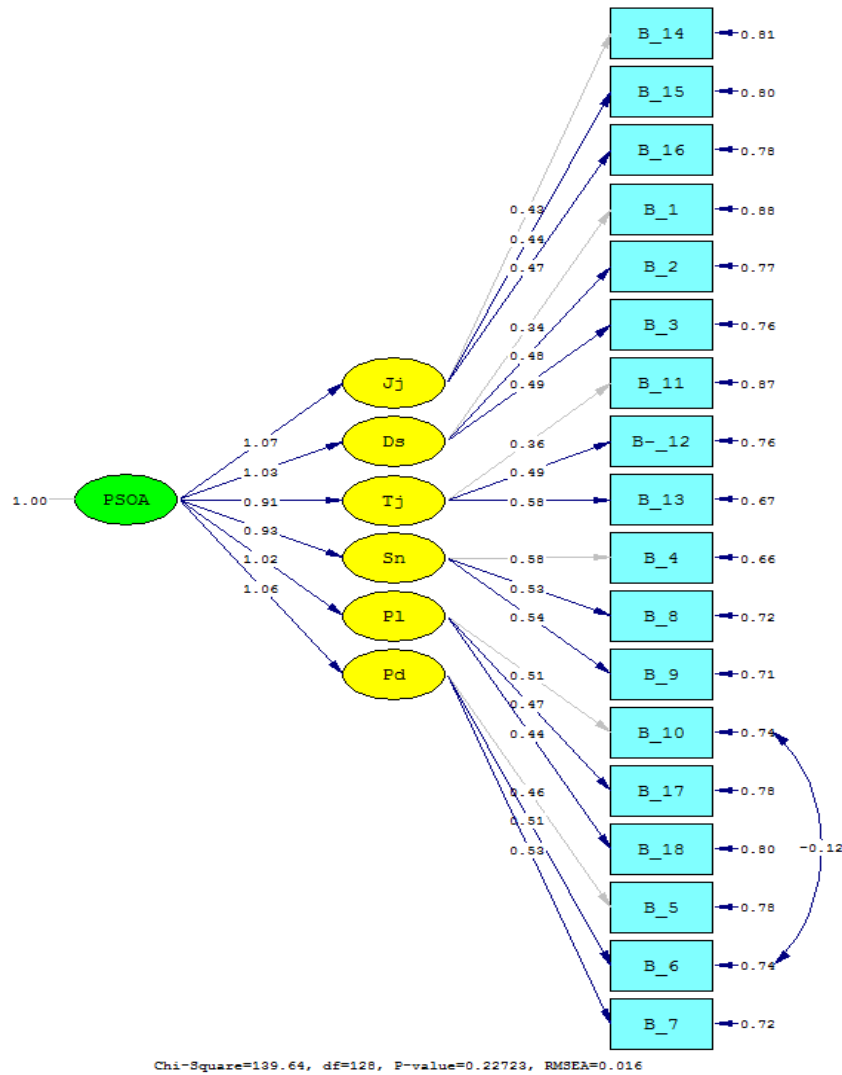 B_14
0.81
B_15
0.80
B_16
0.78
B_1
0.88
B_2
0.77
B_3
0.76
B_11
0.87
B-_12
0.76
B_13
0.67
B_4
0.66
B_8
0.72
B_9
0.71
B_10
0.74
B_17
0.78
B_18
0.80
B_5
0.78
B_6
0.74
B_7
0.72
-0.12
0.43
0.44
0.47
0.34
0.48
0.49
0.36
0.49
0.58
0.58
0.53
0.54
0.51
0.47
0.44
0.46
0.51
0.53
Jj
Ds
Tj
Sn
Pl
Pd
1.07
1.03
0.91
0.93
1.02
1.06
1.00
PSOA
Chi-Square=139.64, df=128, P-value=0.22723, RMSEA=0.016